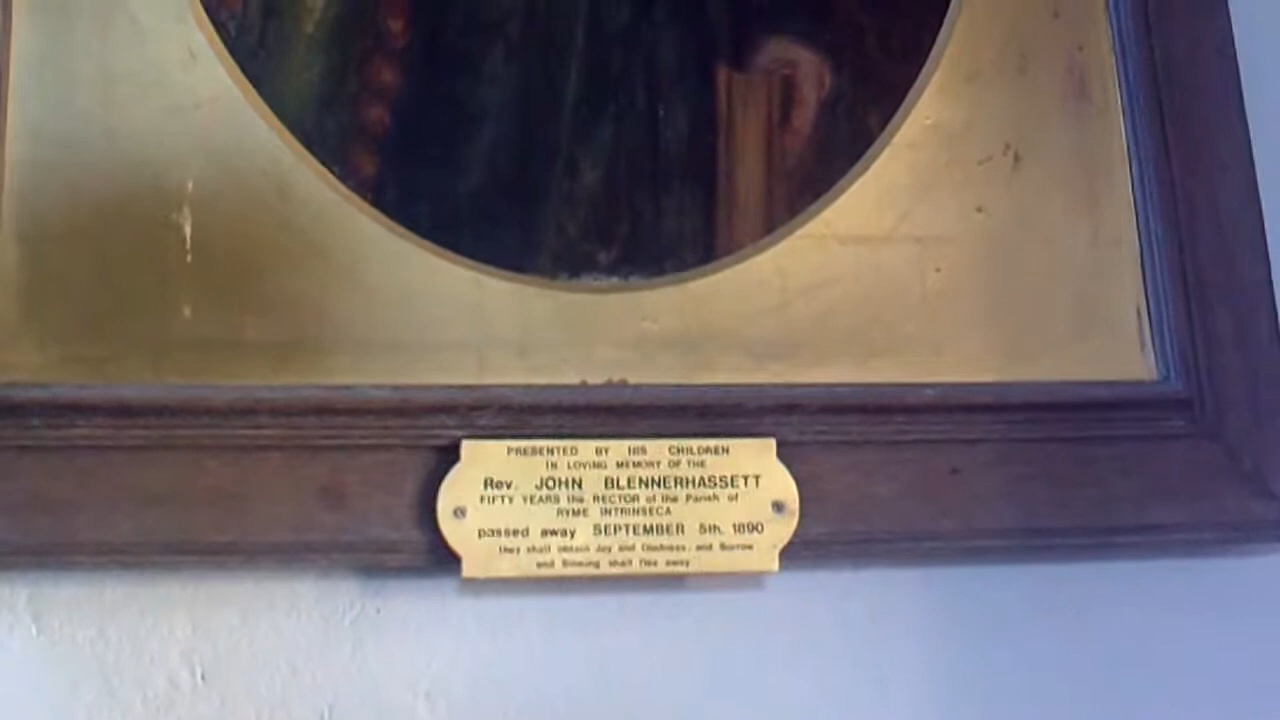 PRESENTED BY HIS CHILDREN
IN LOVING MEMORY OF THE
Rev. JOHN BLENNERHASSETT
FIFTY YEARS the RECTOR of the Parish of
RYME INTRINSECA
passed away SEPTEMBER 5th. 1890
they shall obtain Joy and Gladness, and Sorrow
and shall flee away